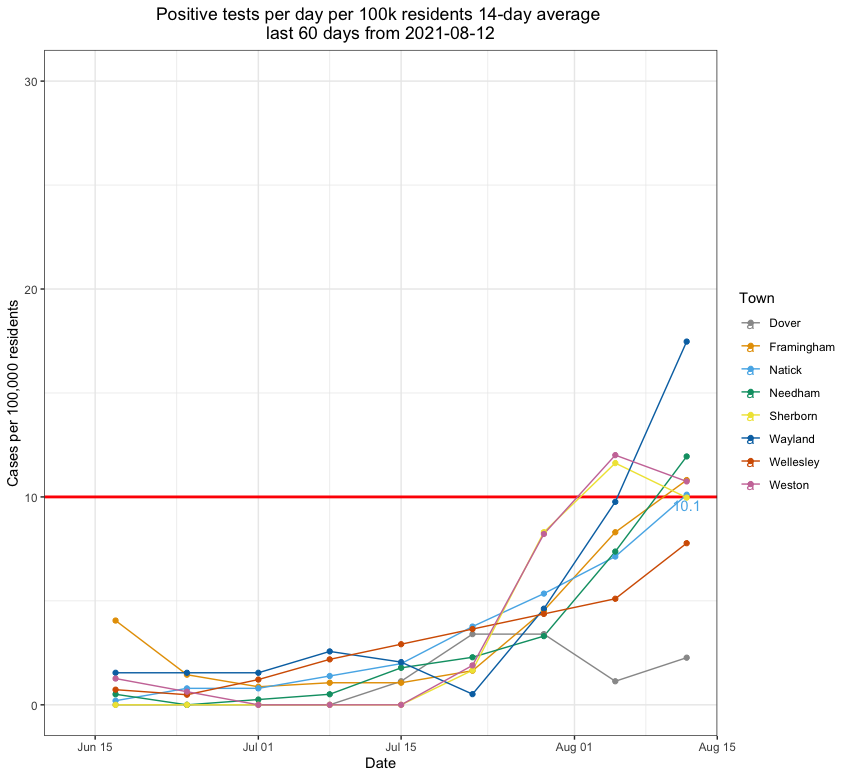 Positive tests per day per 100k residents 14-day average
last 60 days from 2021-08-12
30
20
10
0
Cases per 100,000 residents
10.1
Jun 15
Jul 01
Jul 15
Aug 01
Aug 15
Date
Town
a Dover
a Framingham
a Natick
a Needham
a Sherborn
a Wayland
a Wellesley
a Weston